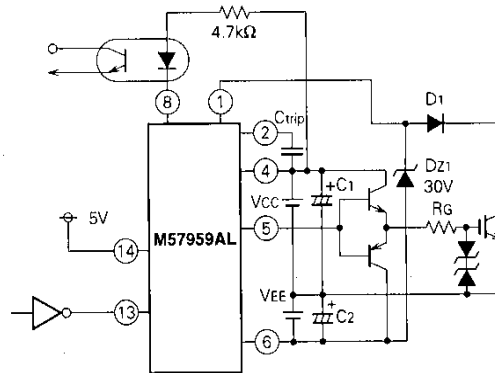 4.7kΩ
8
1
Ctrip
2
D1
4
+ C1
DZ1
30V
VCC
5V
M57959AL
5
RG
14
VEE
+
C2
13
6